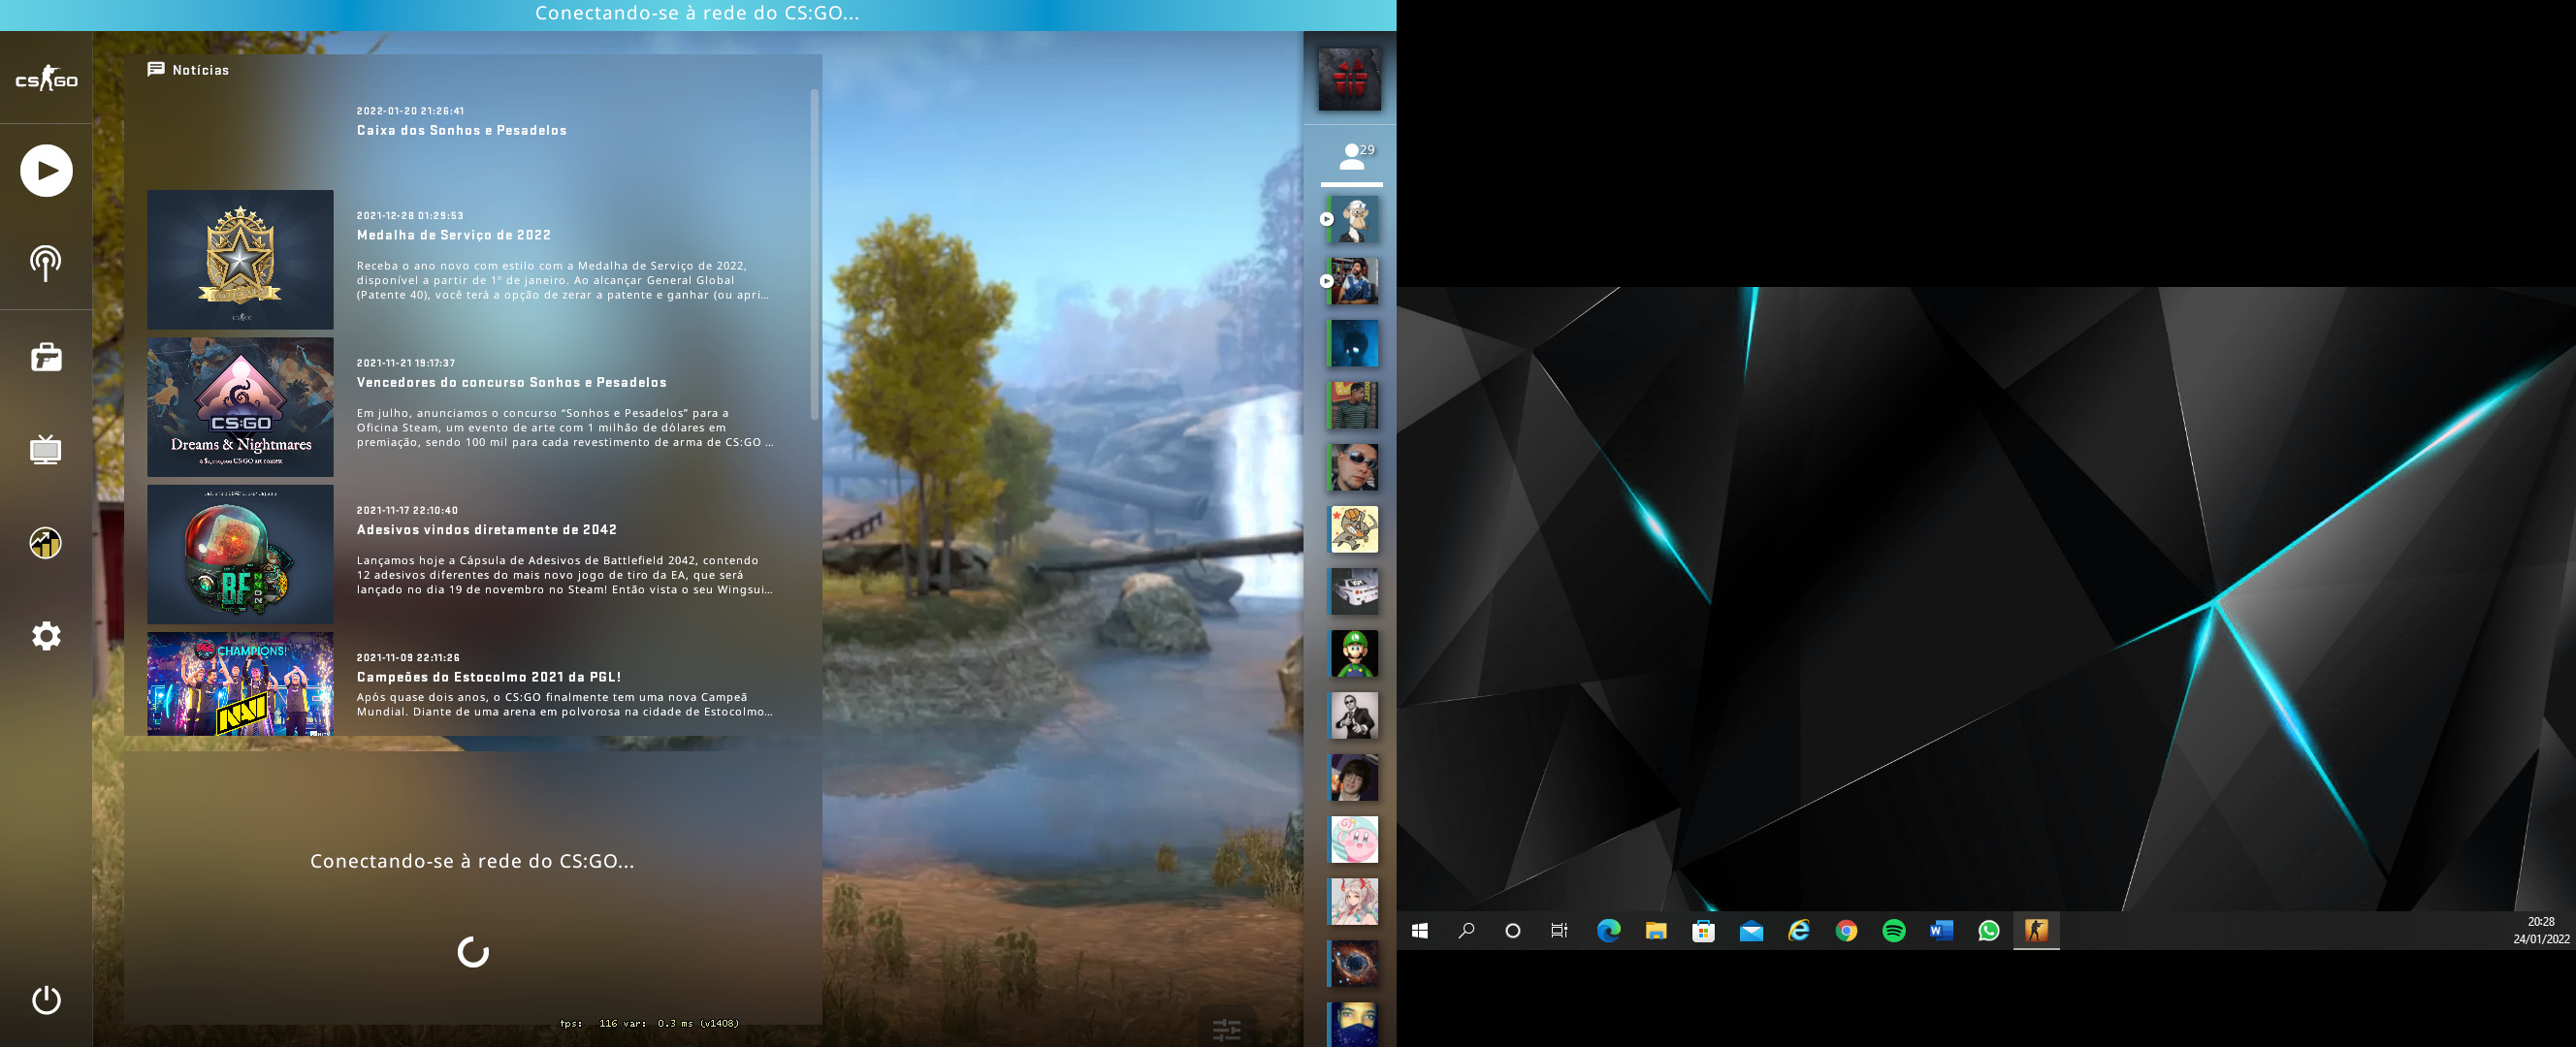 Conectando-se à rede do CS:GO...
CS GO
Notícias
2022-01-20 21:26:41
Caixa dos Sonhos e Pesadelos
2021-12-28 01:29:53
Medalha de Serviço de 2022
Receba o ano novo com estilo com a Medalha de Serviço de 2022,
disponível a partir de 1º de janeiro. Ao alcançar General Global
(Patente 40), você terá a opção de zerar a patente e ganhar (ou apri...
2021-11-21 19:17:37
Vencedores do concurso Sonhos e Pesadelos
Em julho, anunciamos o concurso “Sonhos e Pesadelos” para a
Oficina Steam, um evento de arte com 1 milhão de dólares em
premiação, sendo 100 mil para cada revestimento de arma de CS:GO ...
CS:GO
Dreams & Nightmares
a $1,000,000 CS:GO art contest
2021-11-17 22:10:40
Adesivos vindos diretamente de 2042
Lançamos hoje a Cápsula de Adesivos de Battlefield 2042, contendo
12 adesivos diferentes do mais novo jogo de tiro da EA, que será
lançado no dia 19 de novembro no Steam! Então vista o seu Wingsui...
BF
2042
2021-11-09 22:11:26
Campeões do Estocolmo 2021 da PGL!
Após quase dois anos, o CS:GO finalmente tem uma nova Campeã
Mundial. Diante de uma arena em polvorosa na cidade de Estocolmo...
CHAMPIONS!
NAVI
Conectando-se à rede do CS:GO...
fps: 116 var: 0.3 ms (v1408)
29
20:28
24/01/2022